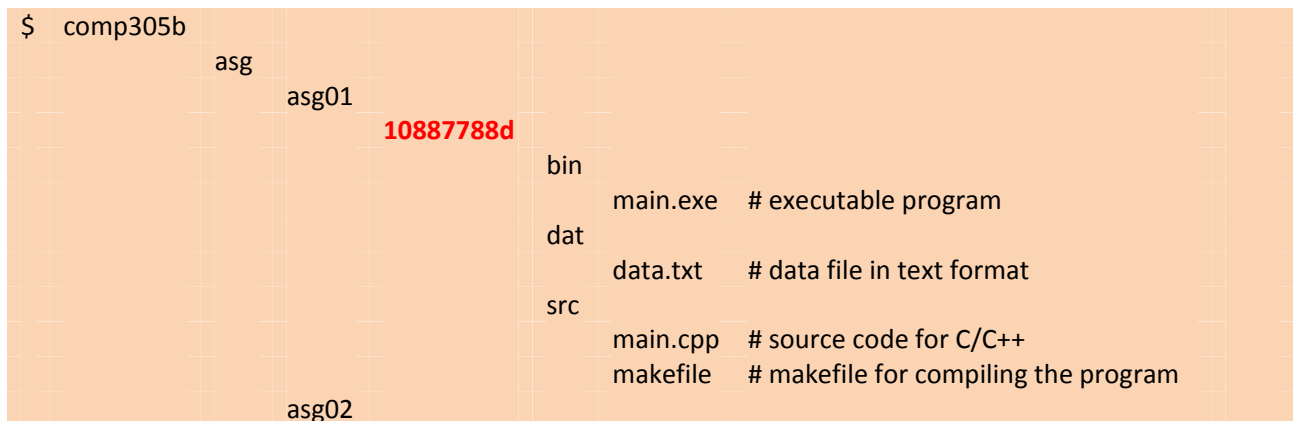 $ comp305b
asg
asg01
10887788d
bin
main.exe # executable program
dat
data.txt # data file in text format
src
main.cpp # source code for C/C++
makefile # makefile for compiling the program
asg02